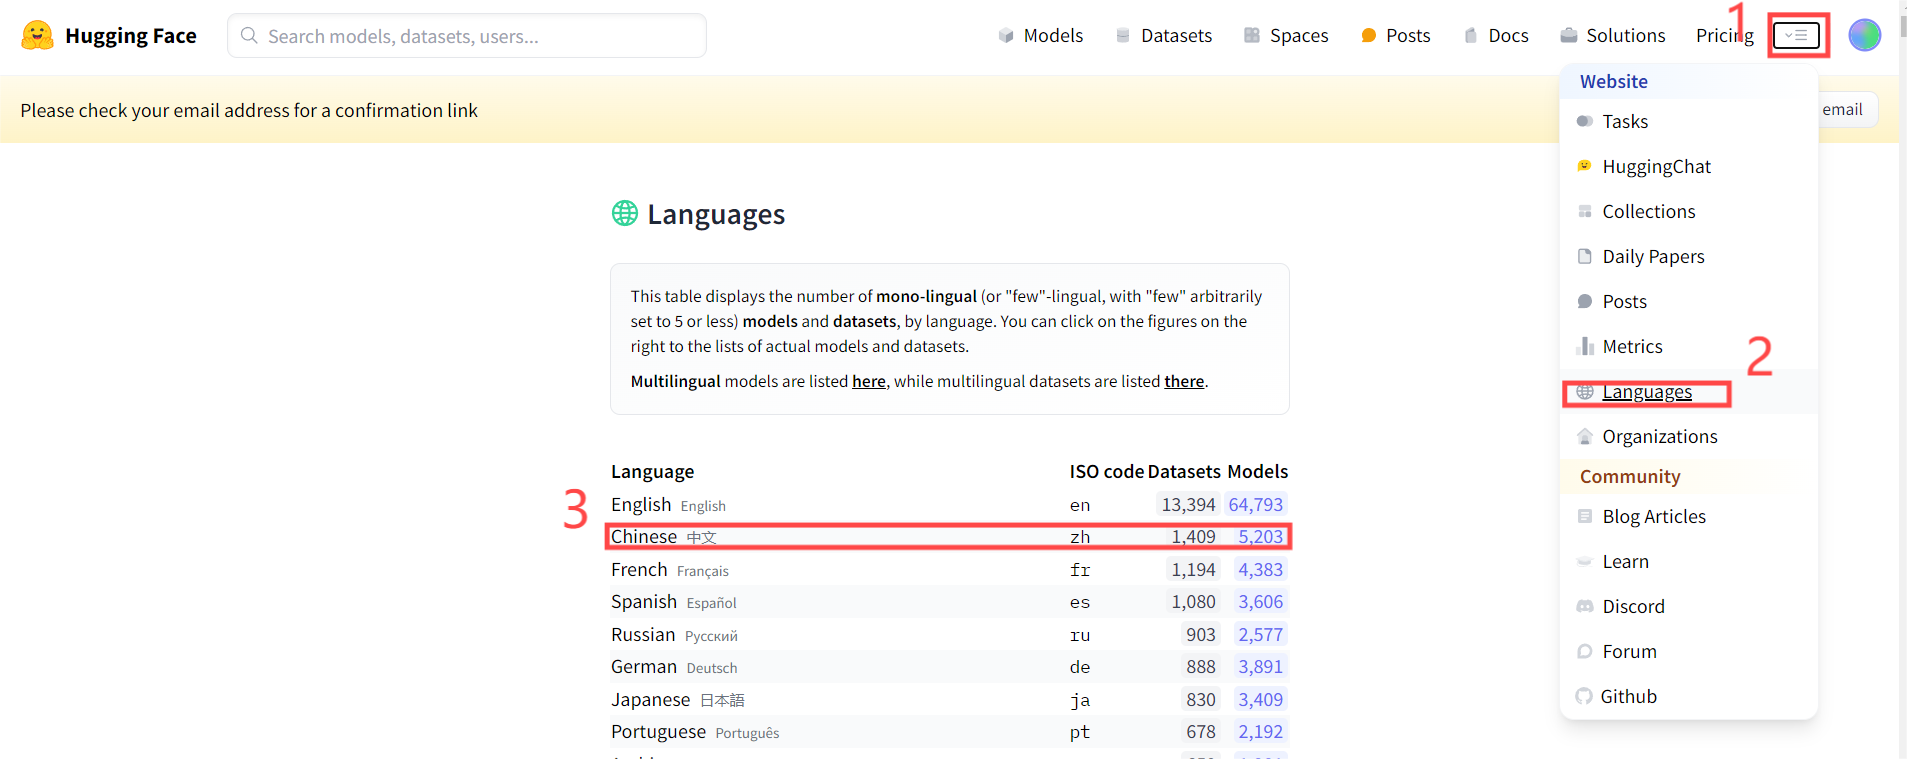 Hugging Face
Search models, datasets, users...
Models
Datasets
Spaces
Posts
Docs
Solutions
Pricing
1
Please check your email address for a confirmation link
email
Website
Tasks
HuggingChat
Collections
Daily Papers
Posts
Metrics
Languages
2
Organizations
Community
Blog Articles
Learn
Discord
Forum
Github
Languages
This table displays the number of mono-lingual (or "few"-lingual, with "few" arbitrarily
set to 5 or less) models and datasets, by language. You can click on the figures on the
right to the lists of actual models and datasets.
Multilingual models are listed here, while multilingual datasets are listed there.
Language ISO code Datasets Models
English English en 13,394 64,793
3
Chinese 中文 zh 1,409 5,203
French Français fr 1,194 4,383
Spanish Español es 1,080 3,606
Russian Русский ru 903 2,577
German Deutsch de 888 3,891
Japanese 日本語 ja 830 3,409
Portuguese Português pt 678 2,192